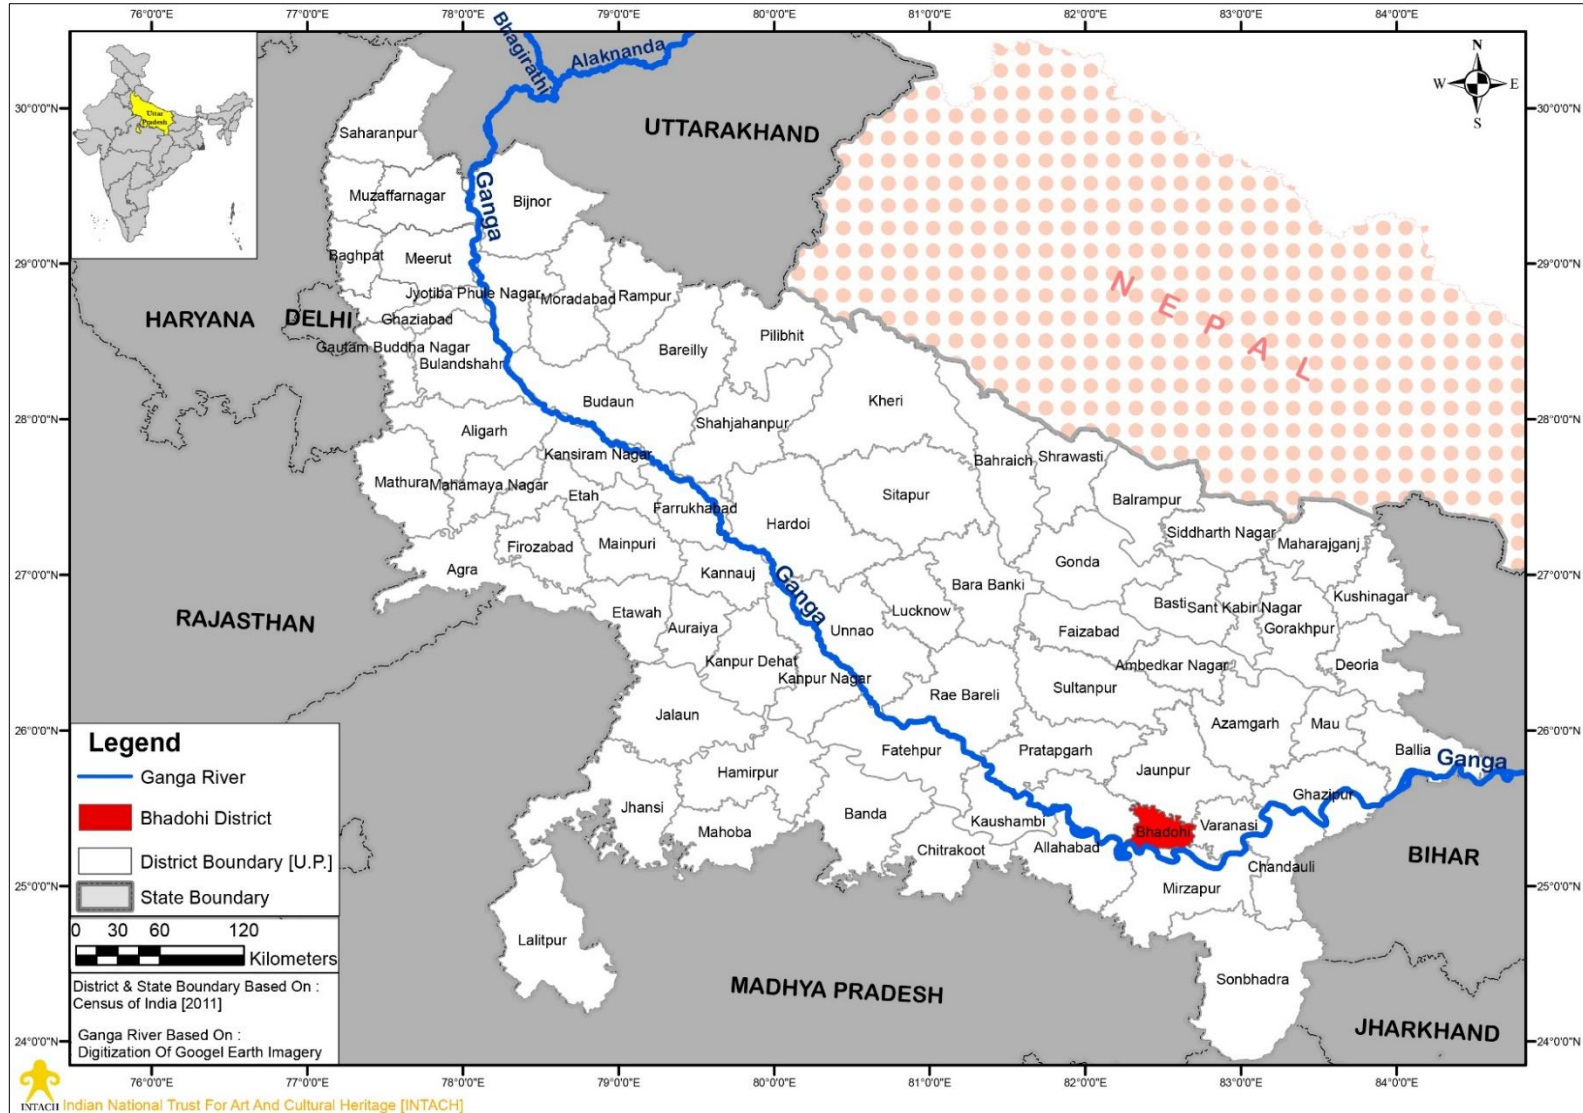 76°0'0"E 77°0'0"E 78°0'0"E 79°0'0"E 80°0'0"E 81°0'0"E 82°0'0"E 83°0'0"E 84°0'0"E
Uttar
Pradesh
Bhagirathi
Alaknanda
N
W E
S
30°0'0"N 30°0'0"N
UTTARAKHAND
Saharanpur
Ganga
Muzaffarnagar
Bijnor
Baghpat
Meerut
29°0'0"N 29°0'0"N
Jyotiba Phule Nagar
Moradabad
Rampur
NEPAL
HARYANA
DELHI
Ghaziabad
Gautam Buddha Nagar
Bulandshahr
Bareilly
Pilibhit
Budaun
Kheri
28°0'0"N 28°0'0"N
Shahjahanpur
Aligarh
Kansiram Nagar
Bahraich
Shrawasti
Mathura
Mahamaya Nagar
Etah
Farrukhabad
Sitapur
Balrampur
Hardoi
Siddharth Nagar
Maharajganj
Firozabad
Mainpuri
Agra
Kannauj
Gonda
27°0'0"N 27°0'0"N
Ganga
Bara Banki
Etawah
Lucknow
Basti
Sant Kabir Nagar
Kushinagar
RAJASTHAN
Auraiya
Unnao
Faizabad
Gorakhpur
Kanpur Dehat
Kanpur Nagar
Ambedkar Nagar
Deoria
Rae Bareli
Sultanpur
Jalaun
Azamgarh
Mau
26°0'0"N 26°0'0"N
Fatehpur
Pratapgarh
Ballia
Ganga
Hamirpur
Jaunpur
Ghazipur
Jhansi
Mahoba
Banda
Kaushambi
Bhadohi
Varanasi
Chitrakoot
Allahabad
BIHAR
Chandauli
25°0'0"N 25°0'0"N
Mirzapur
Lalitpur
Sonbhadra
MADHYA PRADESH
JHARKHAND
24°0'0"N 24°0'0"N
Legend
Ganga River
Bhadohi District
District Boundary [U.P.]
State Boundary
0 30 60 120
Kilometers
District & State Boundary Based On :
Census of India [2011]
Ganga River Based On :
Digitization Of Googel Earth Imagery
76°0'0"E 77°0'0"E 78°0'0"E 79°0'0"E 80°0'0"E 81°0'0"E 82°0'0"E 83°0'0"E 84°0'0"E
INTACH Indian National Trust For Art And Cultural Heritage [INTACH]